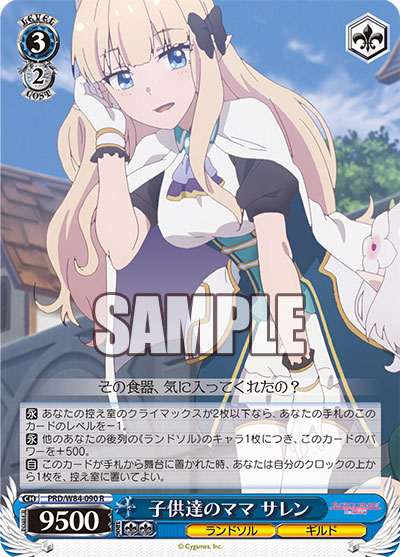 LEVEL
3
2
COST
SAMPLE
その食器、気に入ってくれたの？
永 あなたの控え室のクライマックスが2枚以下なら、あなたの手札のこの
カードのレベルを－1。
永 他のあなたの後列の《ランドソル》のキャラ1枚につき、このカードのパ
ワーを＋500。
自 このカードが手札から舞台に置かれた時、あなたは自分のクロックの上か
ら1枚を、控え室に置いてよい。
CH PRD/W84-090 R
子供達のママ サレン
POWER
9500
1
ランドソル
ギルド
©Cygames, Inc.